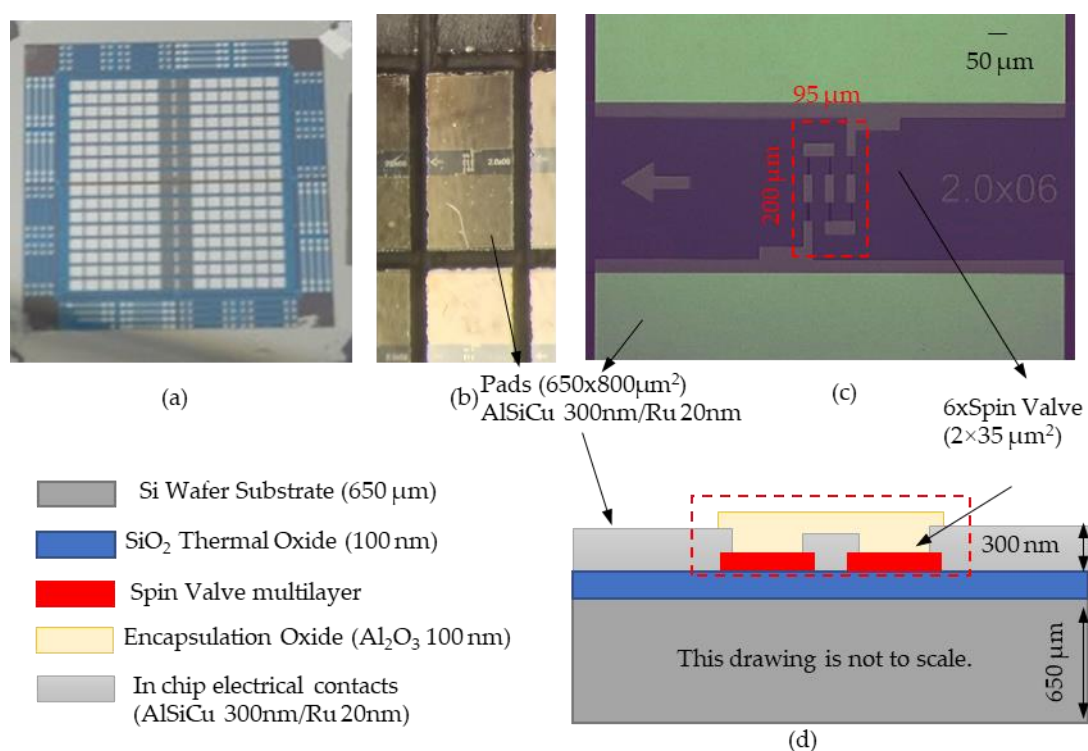 50 μm
95 μm
200 μm
2.0x06
2.0x06
(a)
(b)
(c)
Pads (650x800μm²)
AlSiCu 300nm/Ru 20nm
6xSpin Valve
(2×35 μm²)
Si Wafer Substrate (650 μm)
SiO₂ Thermal Oxide (100 nm)
Spin Valve multilayer
Encapsulation Oxide (Al₂O₃ 100 nm)
In chip electrical contacts
(AlSiCu 300nm/Ru 20nm)
300 nm
This drawing is not to scale.
650 μm
(d)